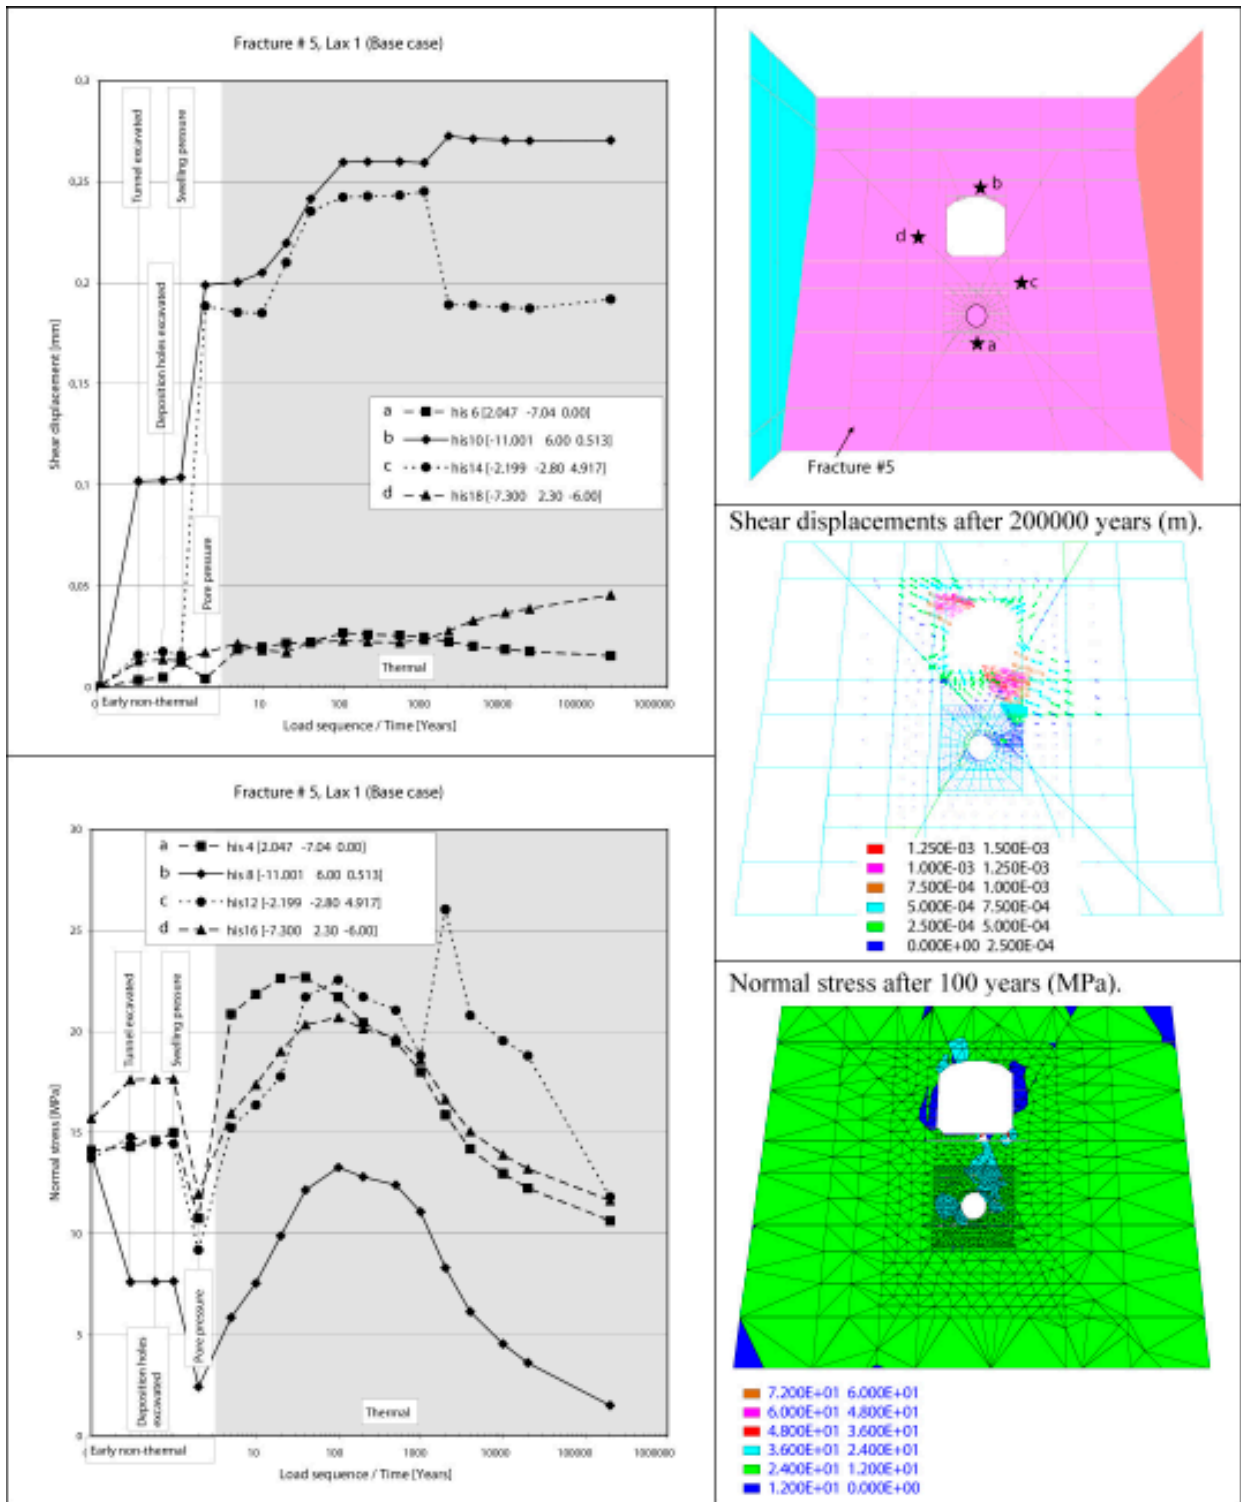 Fracture # 5, Lax 1 (Base case)
0,3
0,25
0,2
0,15
0,1
0,05
0
Shear displacement [mm]
Tunnel excavated
Deposition holes excavated
Swelling pressure
Pore pressure
a his 6 [2.047 -7.04 0.00]
b his10 [-11.001 6.00 0.513]
c his14 [-2.199 -2.80 4.917]
d his18 [-7.300 2.30 -6.00]
Thermal
Early non-thermal
0 10 100 1000 10000 100000 1000000
Load sequence / Time [Years]
b
d
c
a
Fracture #5
Shear displacements after 200000 years (m).
1.250E-03 1.500E-03
1.000E-03 1.250E-03
7.500E-04 1.000E-03
5.000E-04 7.500E-04
2.500E-04 5.000E-04
0.000E+00 2.500E-04
Fracture # 5, Lax 1 (Base case)
30
25
20
15
10
5
Normal stress [MPa]
a his 4 [2.047 -7.04 0.00]
b his 8 [-11.001 6.00 0.513]
c his12 [-2.199 -2.80 4.917]
d his16 [-7.300 2.30 -6.00]
Tunnel excavated
Swelling pressure
Deposition holes
excavated
Pore pressure
Thermal
Early non-thermal
10 100 1000 10000 100000 1000000
Load sequence / Time [Years]
Normal stress after 100 years (MPa).
7.200E+01 6.000E+01
6.000E+01 4.800E+01
4.800E+01 3.600E+01
3.600E+01 2.400E+01
2.400E+01 1.200E+01
1.200E+01 0.000E+00